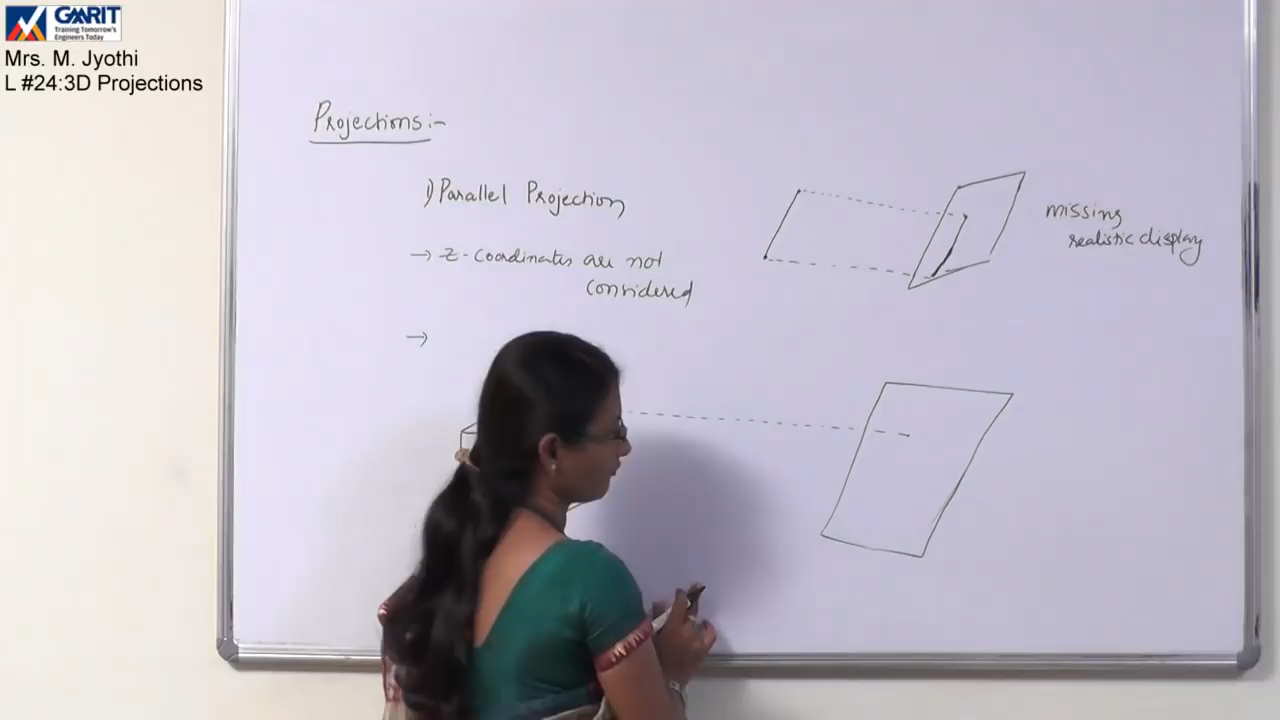 GMRIT
Training Tomorrow's
Engineers Today
Mrs. M. Jyothi
L #24:3D Projections
Projections:-
1) Parallel Projection
→ Z-Coordinates are not
considered
→
missing
realistic display